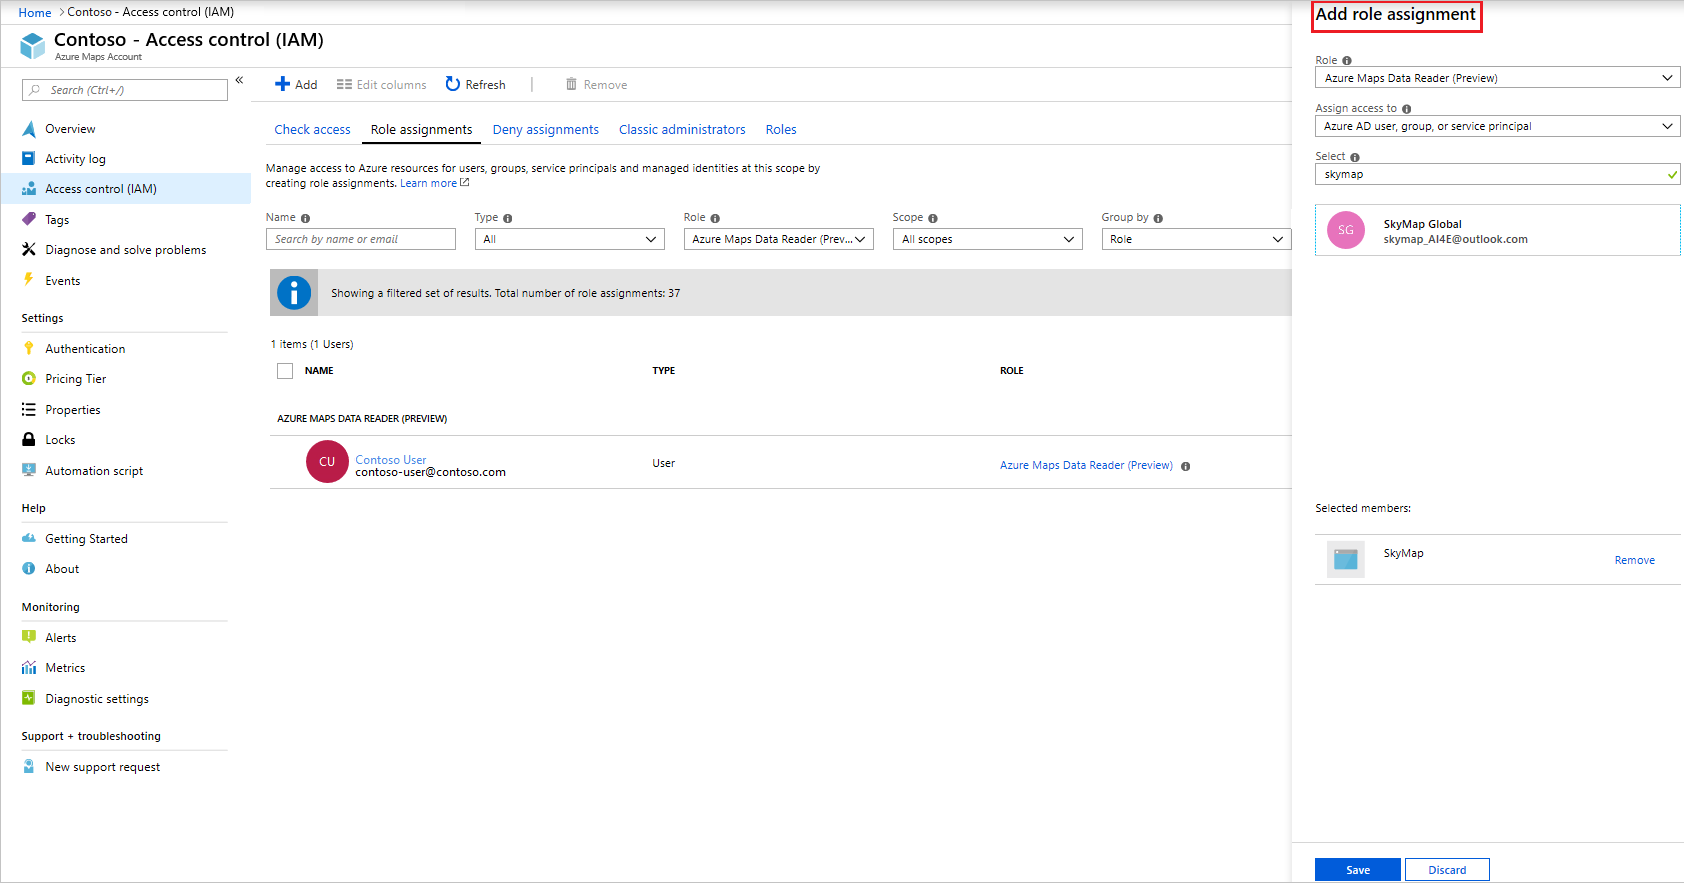 Home > Contoso - Access control (IAM)
Contoso - Access control (IAM)
Azure Maps Account
Search (Ctrl+/)
«
Overview
Activity log
Access control (IAM)
Tags
Diagnose and solve problems
Events
Settings
Authentication
Pricing Tier
Properties
Locks
Automation script
Help
Getting Started
About
Monitoring
Alerts
Metrics
Diagnostic settings
Support + troubleshooting
New support request
Add
Edit columns
Refresh
Remove
Check access
Role assignments
Deny assignments
Classic administrators
Roles
Manage access to Azure resources for users, groups, service principals and managed identities at this scope by
creating role assignments. Learn more
Name
Type
Role
Scope
Group by
Search by name or email
All
Azure Maps Data Reader (Prev...
All scopes
Role
Showing a filtered set of results. Total number of role assignments: 37
1 items (1 Users)
NAME
TYPE
ROLE
AZURE MAPS DATA READER (PREVIEW)
CU
Contoso User
contoso-user@contoso.com
User
Azure Maps Data Reader (Preview)
Add role assignment
Role
Azure Maps Data Reader (Preview)
Assign access to
Azure AD user, group, or service principal
Select
skymap
SG
SkyMap Global
skymap_AI4E@outlook.com
Selected members:
SkyMap
Remove
Save
Discard